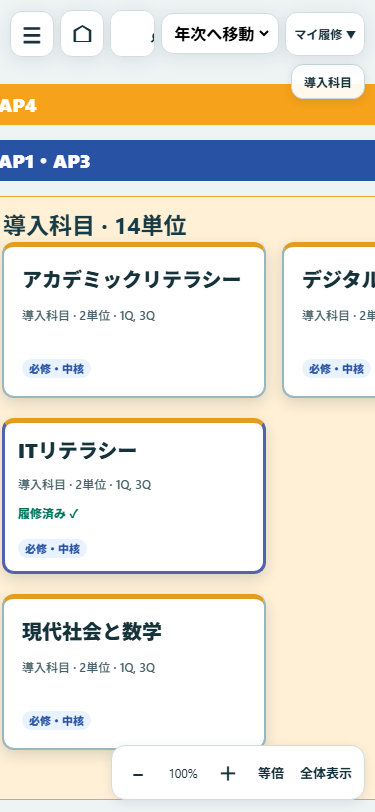 年次へ移動
マイ履修 ▼
導入科目
AP4
AP1・AP3
導入科目・14単位
アカデミックリテラシー
導入科目・2単位・1Q, 3Q
必修・中核
デジタル
導入科目・2単
必修・中核
ITリテラシー
導入科目・2単位・1Q, 3Q
履修済み ✓
必修・中核
現代社会と数学
導入科目・2単位・1Q, 3Q
必修・中核
− 100% + 等倍 全体表示